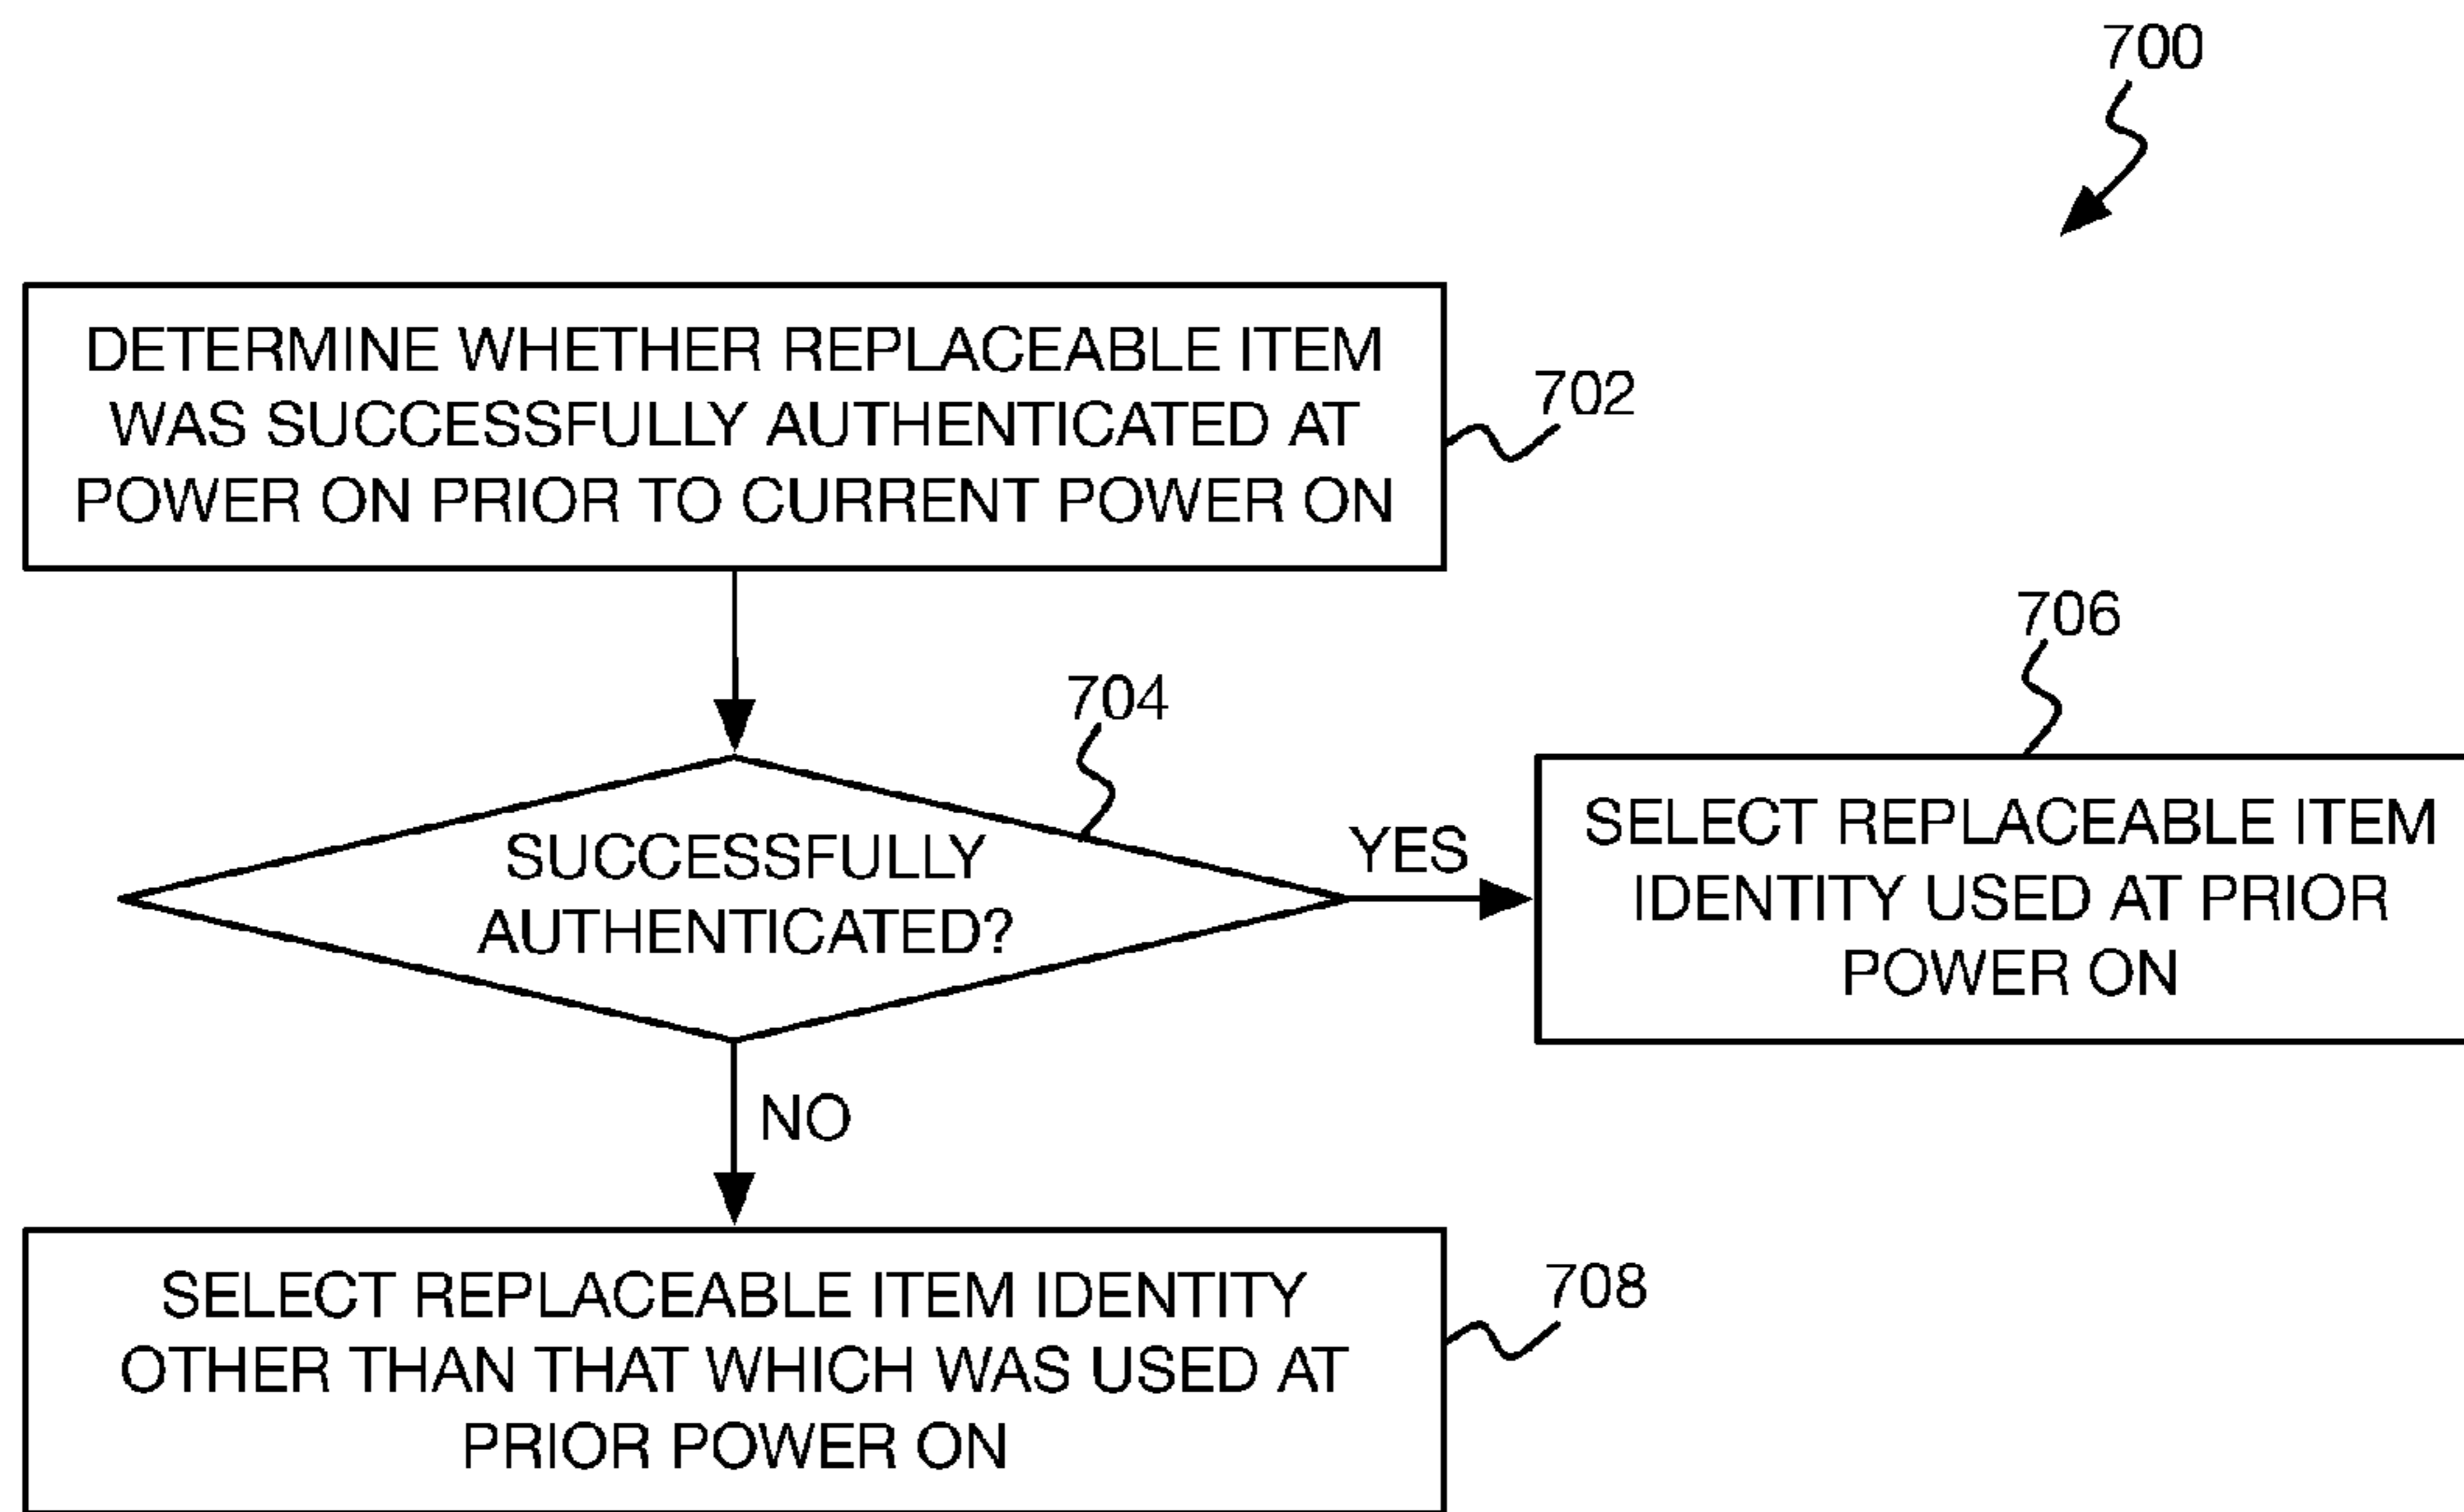 700
DETERMINE WHETHER REPLACEABLE ITEM
WAS SUCCESSFULLY AUTHENTICATED AT
POWER ON PRIOR TO CURRENT POWER ON
702
704
SUCCESSFULLY
AUTHENTICATED?
YES
706
SELECT REPLACEABLE ITEM
IDENTITY USED AT PRIOR
POWER ON
NO
SELECT REPLACEABLE ITEM IDENTITY
OTHER THAN THAT WHICH WAS USED AT
PRIOR POWER ON
708